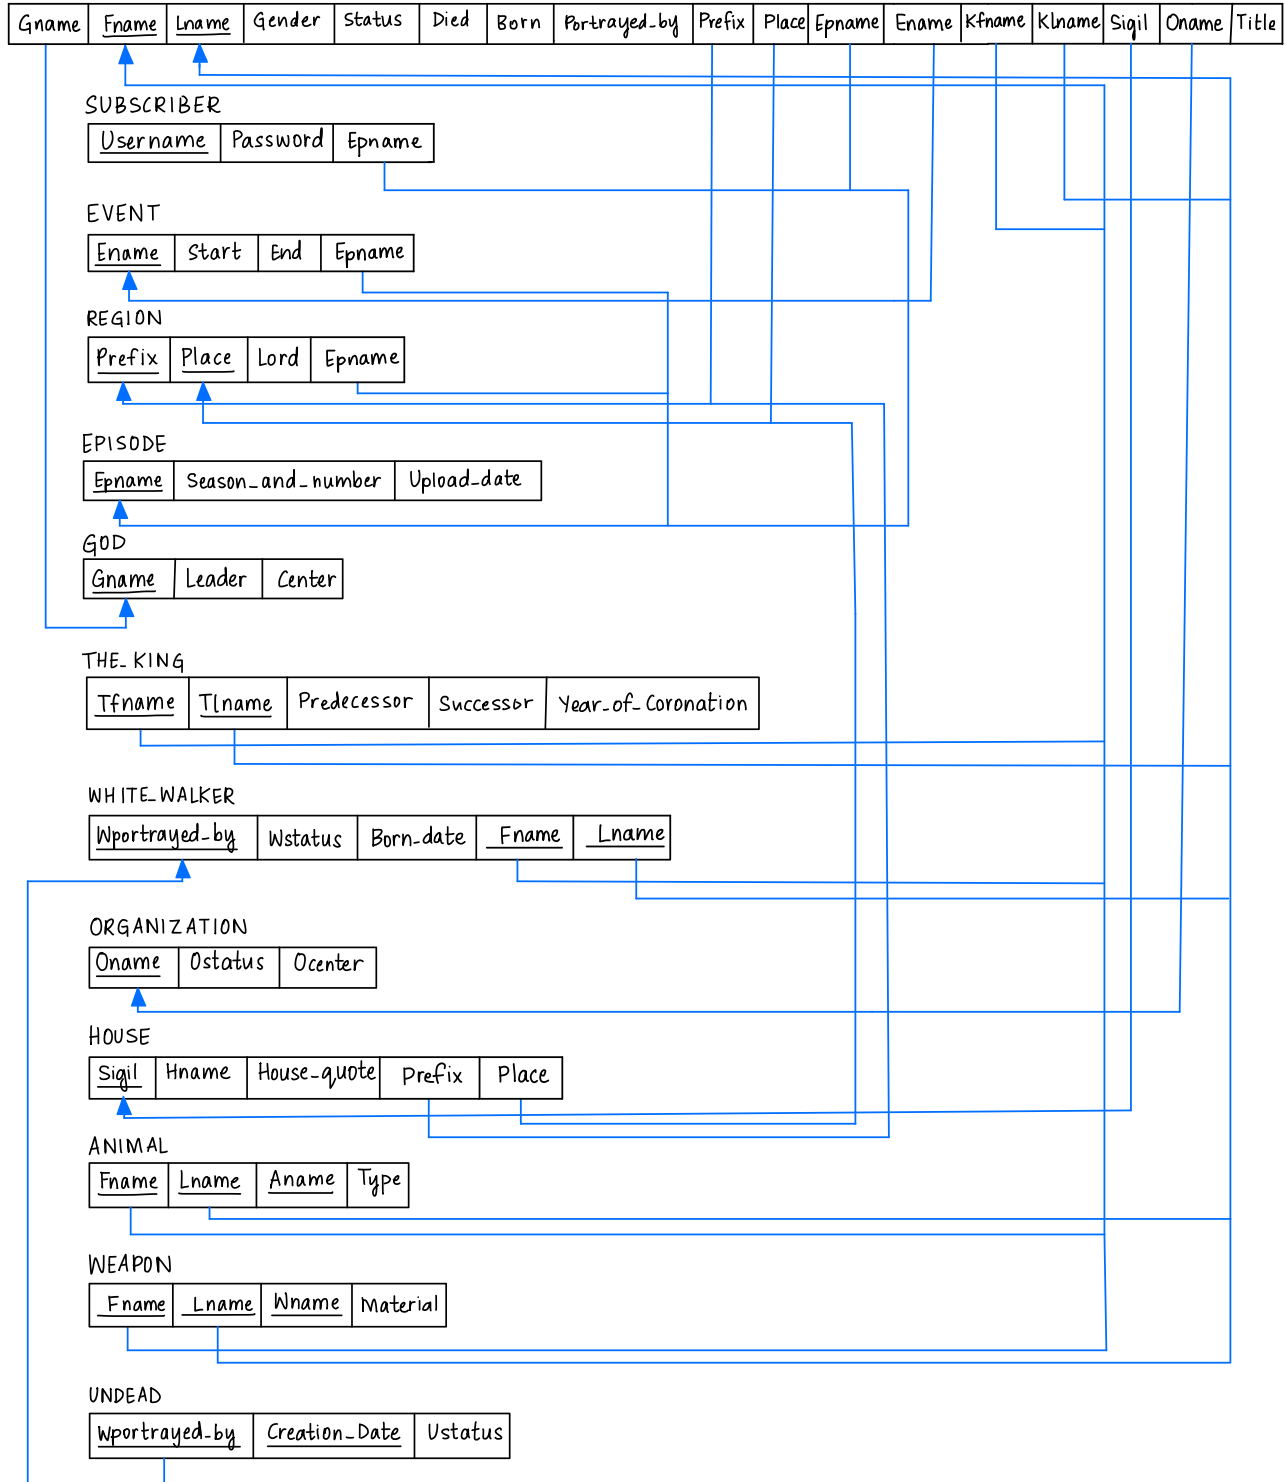 Gname Fname Lname Gender Status Died Born Portrayed_by Prefix Place Epname Ename Kfname Klname Sigil Oname Title
SUBSCRIBER
Username Password Epname
EVENT
Ename Start End Epname
REGION
Prefix Place Lord Epname
EPISODE
Epname Season_and_number Upload_date
GOD
Gname Leader Center
THE_KING
Tfname Tlname Predecessor Successor Year_of_Coronation
WHITE_WALKER
Wportrayed_by Wstatus Born_date Fname Lname
ORGANIZATION
Oname Ostatus Ocenter
HOUSE
Sigil Hname House_quote Prefix Place
ANIMAL
Fname Lname Aname Type
WEAPON
Fname Lname Wname Material
UNDEAD
Wportrayed_by Creation_Date Ustatus